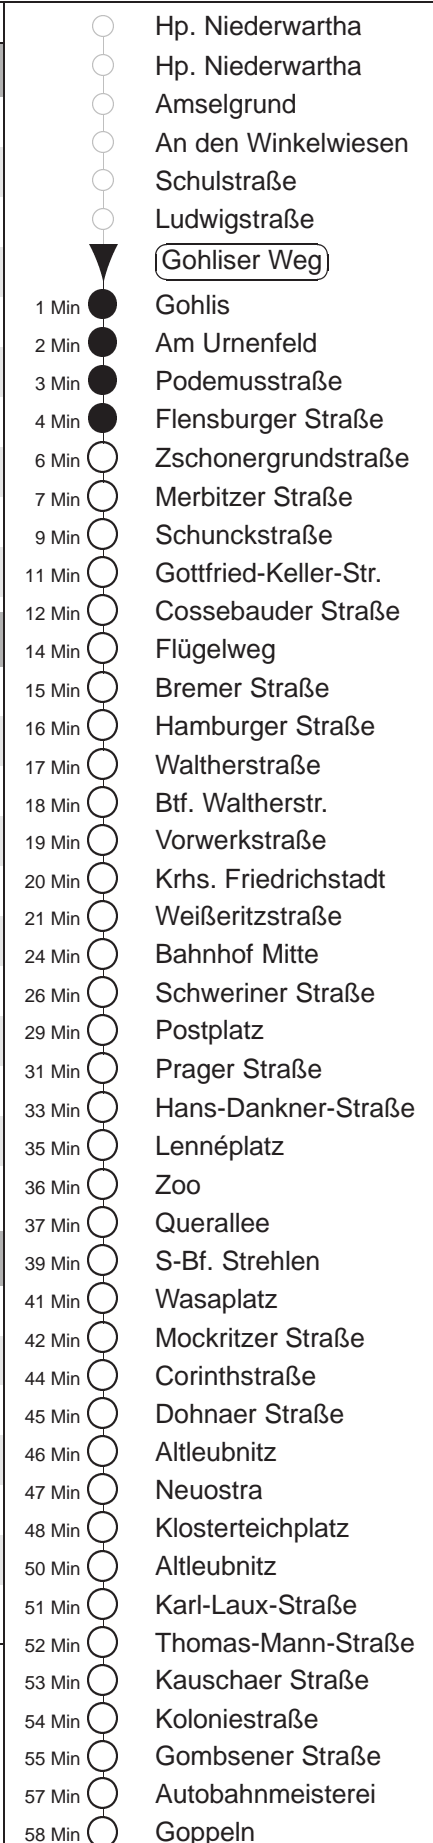 Hp. Niederwartha
Hp. Niederwartha
Amselgrund
An den Winkelwiesen
Schulstraße
Ludwigstraße
Gohliser Weg
1 Min Gohlis
2 Min Am Urnenfeld
3 Min Podemusstraße
4 Min Flensburger Straße
6 Min Zschonergrundstraße
7 Min Merbitzer Straße
9 Min Schunckstraße
11 Min Gottfried-Keller-Str.
12 Min Cossebauder Straße
14 Min Flügelweg
15 Min Bremer Straße
16 Min Hamburger Straße
17 Min Waltherstraße
18 Min Btf. Waltherstr.
19 Min Vorwerkstraße
20 Min Krhs. Friedrichstadt
21 Min Weißeritzstraße
24 Min Bahnhof Mitte
26 Min Schweriner Straße
29 Min Postplatz
31 Min Prager Straße
33 Min Hans-Dankner-Straße
35 Min Lennéplatz
36 Min Zoo
37 Min Querallee
39 Min S-Bf. Strehlen
41 Min Wasaplatz
42 Min Mockritzer Straße
44 Min Corinthstraße
45 Min Dohnaer Straße
46 Min Altleubnitz
47 Min Neuostra
48 Min Klosterteichplatz
50 Min Altleubnitz
51 Min Karl-Laux-Straße
52 Min Thomas-Mann-Straße
53 Min Kauschaer Straße
54 Min Koloniestraße
55 Min Gombsener Straße
57 Min Autobahnmeisterei
58 Min Goppeln